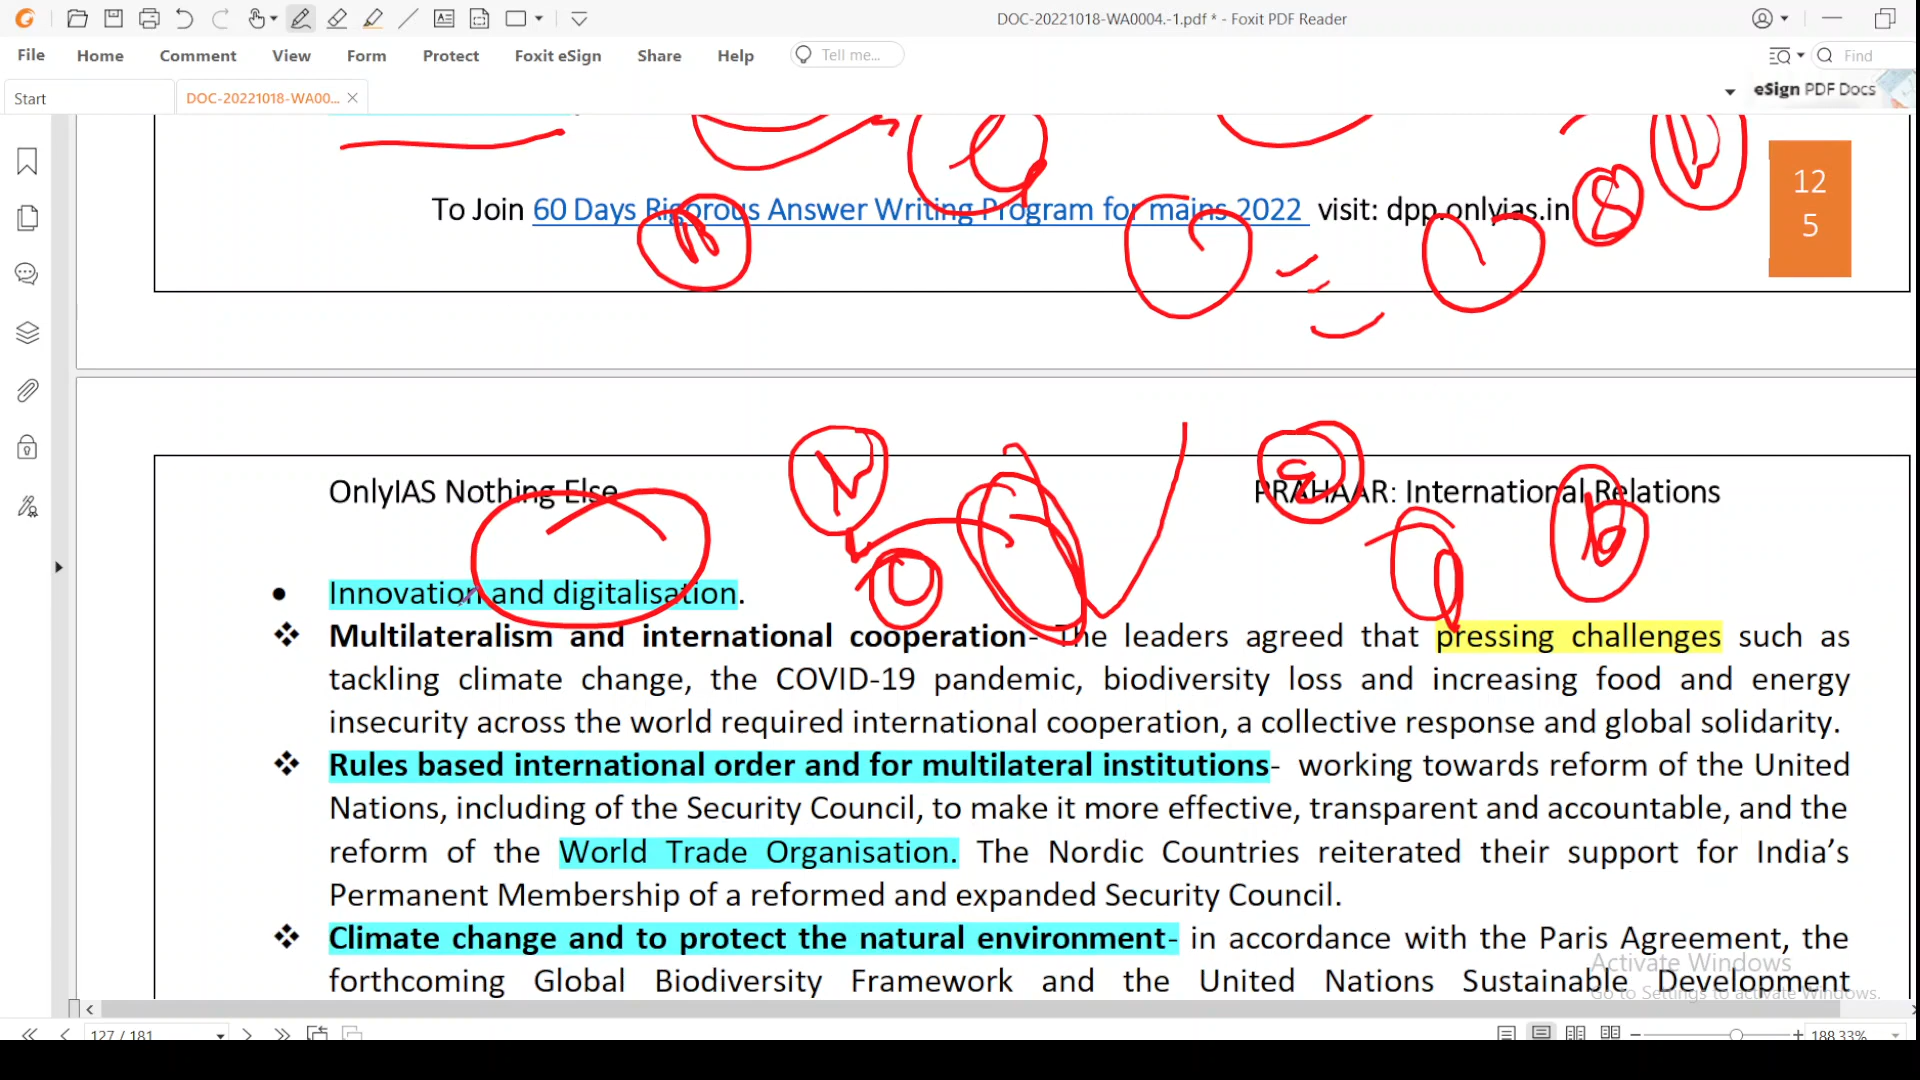 DOC-20221018-WA0004.-1.pdf * - Foxit PDF Reader
File Home Comment View Form Protect Foxit eSign Share Help Tell me... Find
Start DOC-20221018-WA00... eSign PDF Docs
To Join 60 Days Rigorous Answer Writing Program for mains 2022 visit: dpp.onlyias.in
12
5
OnlyIAS Nothing Else PRAHAAR: International Relations
• Innovation and digitalisation.
❖ Multilateralism and international cooperation- The leaders agreed that pressing challenges such as
tackling climate change, the COVID-19 pandemic, biodiversity loss and increasing food and energy
insecurity across the world required international cooperation, a collective response and global solidarity.
❖ Rules based international order and for multilateral institutions- working towards reform of the United
Nations, including of the Security Council, to make it more effective, transparent and accountable, and the
reform of the World Trade Organisation. The Nordic Countries reiterated their support for India's
Permanent Membership of a reformed and expanded Security Council.
❖ Climate change and to protect the natural environment- in accordance with the Paris Agreement, the
forthcoming Global Biodiversity Framework and the United Nations Sustainable Development
Activate Windows
Go to Settings to activate Windows.
127 / 181 188.33%